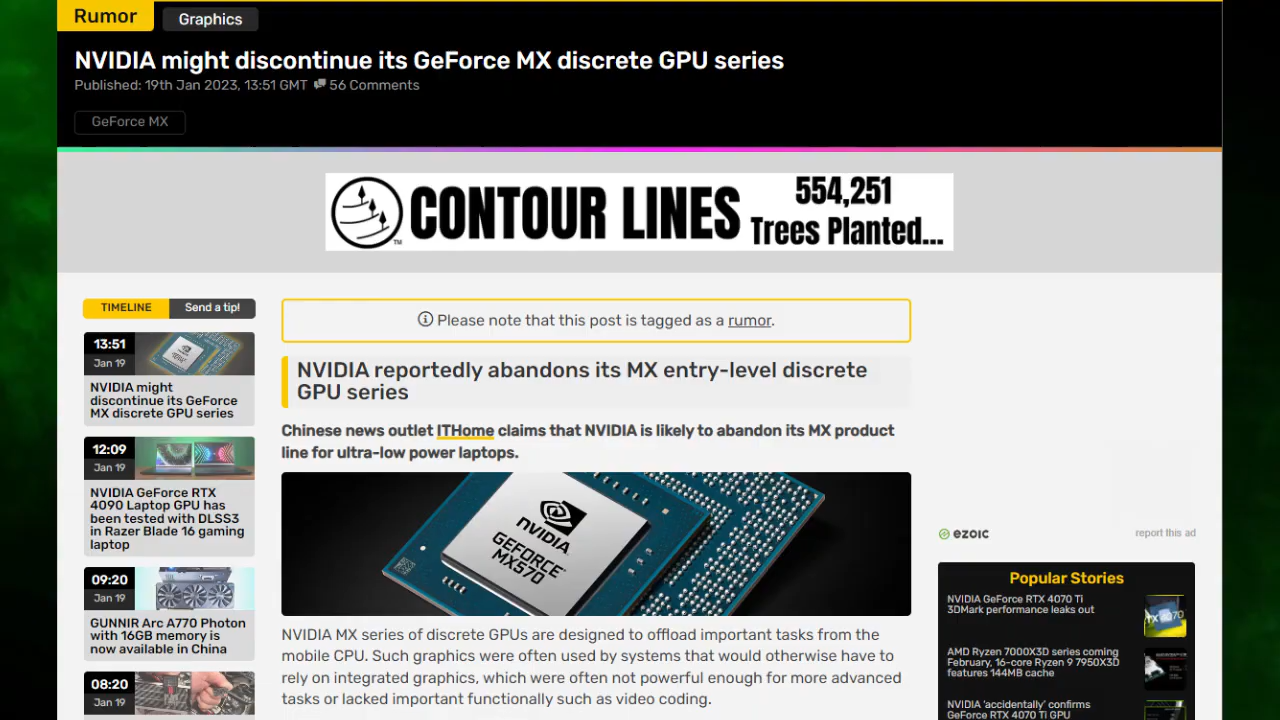 Rumor
Graphics
NVIDIA might discontinue its GeForce MX discrete GPU series
Published: 19th Jan 2023, 13:51 GMT 56 Comments
GeForce MX
CONTOUR LINES
TM
554,251
Trees Planted...
TIMELINE
Send a tip!
13:51
Jan 19
NVIDIA might
discontinue its GeForce
MX discrete GPU series
12:09
Jan 19
NVIDIA GeForce RTX
4090 Laptop GPU has
been tested with DLSS3
in Razer Blade 16 gaming
laptop
09:20
Jan 19
GUNNIR Arc A770 Photon
with 16GB memory is
now available in China
08:20
Jan 19
Please note that this post is tagged as a rumor.
NVIDIA reportedly abandons its MX entry-level discrete
GPU series
Chinese news outlet ITHome claims that NVIDIA is likely to abandon its MX product
line for ultra-low power laptops.
NVIDIA
GEFORCE
MX570
NVIDIA MX series of discrete GPUs are designed to offload important tasks from the
mobile CPU. Such graphics were often used by systems that would otherwise have to
rely on integrated graphics, which were often not powerful enough for more advanced
tasks or lacked important functionally such as video coding.
ezoic
report this ad
Popular Stories
NVIDIA GeForce RTX 4070 Ti
3DMark performance leaks out
AMD Ryzen 7000X3D series coming
February, 16-core Ryzen 9 7950X3D
features 144MB cache
NVIDIA 'accidentally' confirms
GeForce RTX 4070 Ti GPU